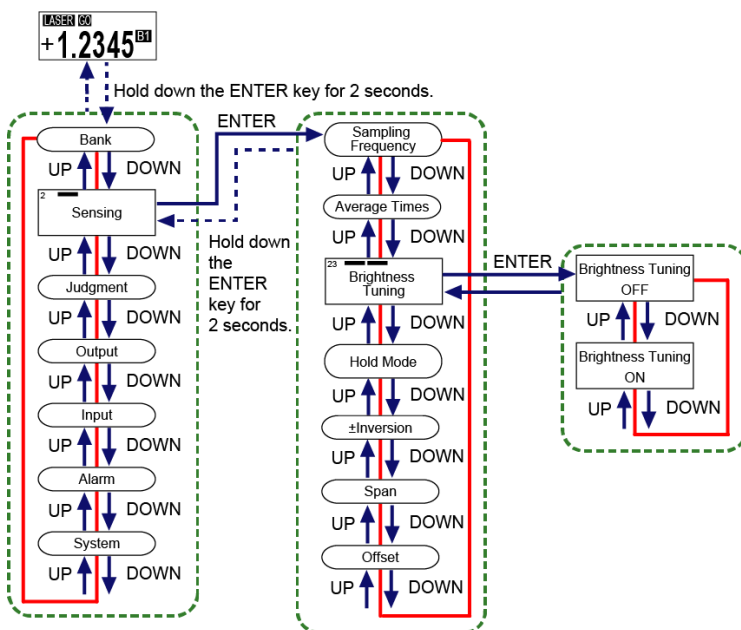 LASER GO
+1.2345 B1
Hold down the ENTER key for 2 seconds.
Bank
UP
DOWN
2
Sensing
UP
DOWN
Judgment
UP
DOWN
Output
UP
DOWN
Input
UP
DOWN
Alarm
UP
DOWN
System
UP
DOWN
ENTER
Hold down
the
ENTER
key for
2 seconds.
Sampling
Frequency
UP
DOWN
Average Times
UP
DOWN
23
Brightness
Tuning
UP
DOWN
Hold Mode
UP
DOWN
±Inversion
UP
DOWN
Span
UP
DOWN
Offset
UP
DOWN
ENTER
Brightness Tuning
OFF
UP
DOWN
Brightness Tuning
ON
UP
DOWN